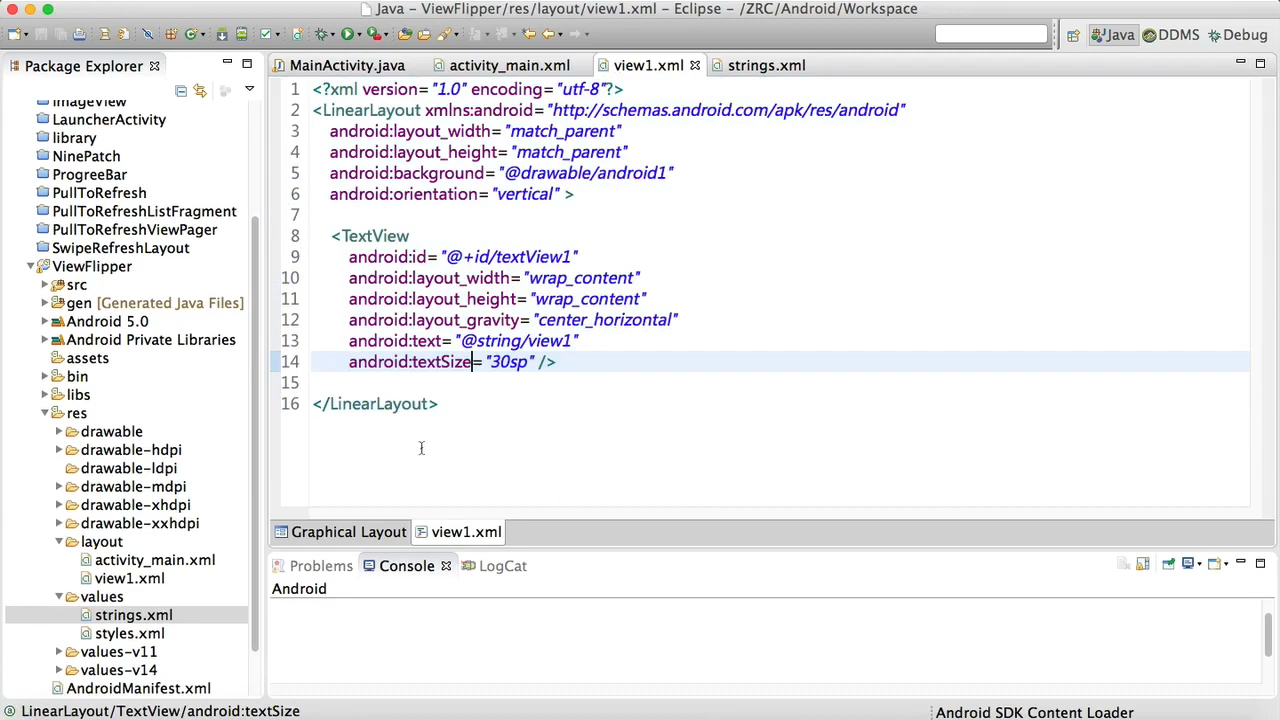 Java – ViewFlipper/res/layout/view1.xml – Eclipse – /ZRC/Android/Workspace
Java
DDMS
Debug
Package Explorer
ImageView
LauncherActivity
library
NinePatch
ProgreeBar
PullToRefresh
PullToRefreshListFragment
PullToRefreshViewPager
SwipeRefreshLayout
ViewFlipper
src
gen [Generated Java Files]
Android 5.0
Android Private Libraries
assets
bin
libs
res
drawable
drawable-hdpi
drawable-ldpi
drawable-mdpi
drawable-xhdpi
drawable-xxhdpi
layout
activity_main.xml
view1.xml
values
strings.xml
styles.xml
values-v11
values-v14
AndroidManifest.xml
MainActivity.java activity_main.xml view1.xml strings.xml
1 <?xml version="1.0" encoding="utf-8"?>
2 <LinearLayout xmlns:android="http://schemas.android.com/apk/res/android"
3 android:layout_width="match_parent"
4 android:layout_height="match_parent"
5 android:background="@drawable/android1"
6 android:orientation="vertical" >
7
8 <TextView
9 android:id="@+id/textView1"
10 android:layout_width="wrap_content"
11 android:layout_height="wrap_content"
12 android:layout_gravity="center_horizontal"
13 android:text="@string/view1"
14 android:textSize="30sp" />
15
16 </LinearLayout>
Graphical Layout view1.xml
Problems Console LogCat
Android
LinearLayout/TextView/android:textSize
Android SDK Content Loader